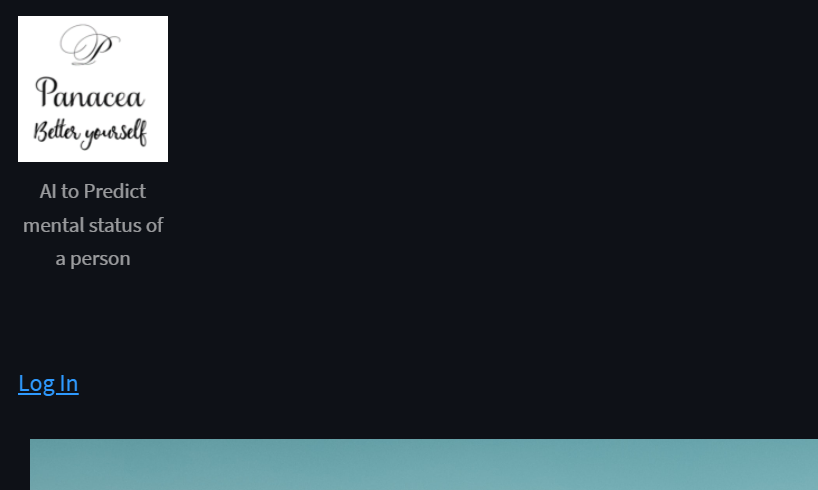 P
Panacea
Better yourself
AI to Predict
mental status of
a person
Log In